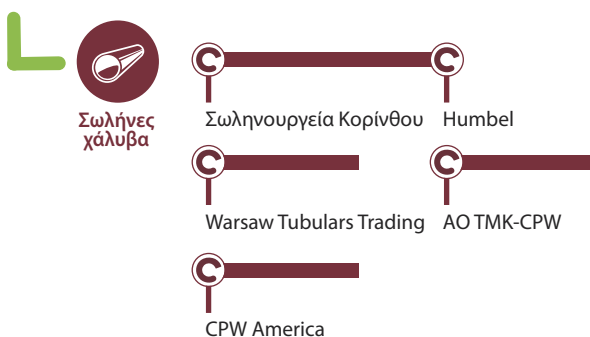 Σωλήνες
χάλυβα
Σωληνουργεία Κορίνθου
Humbel
Warsaw Tubulars Trading
AO TMK-CPW
CPW America